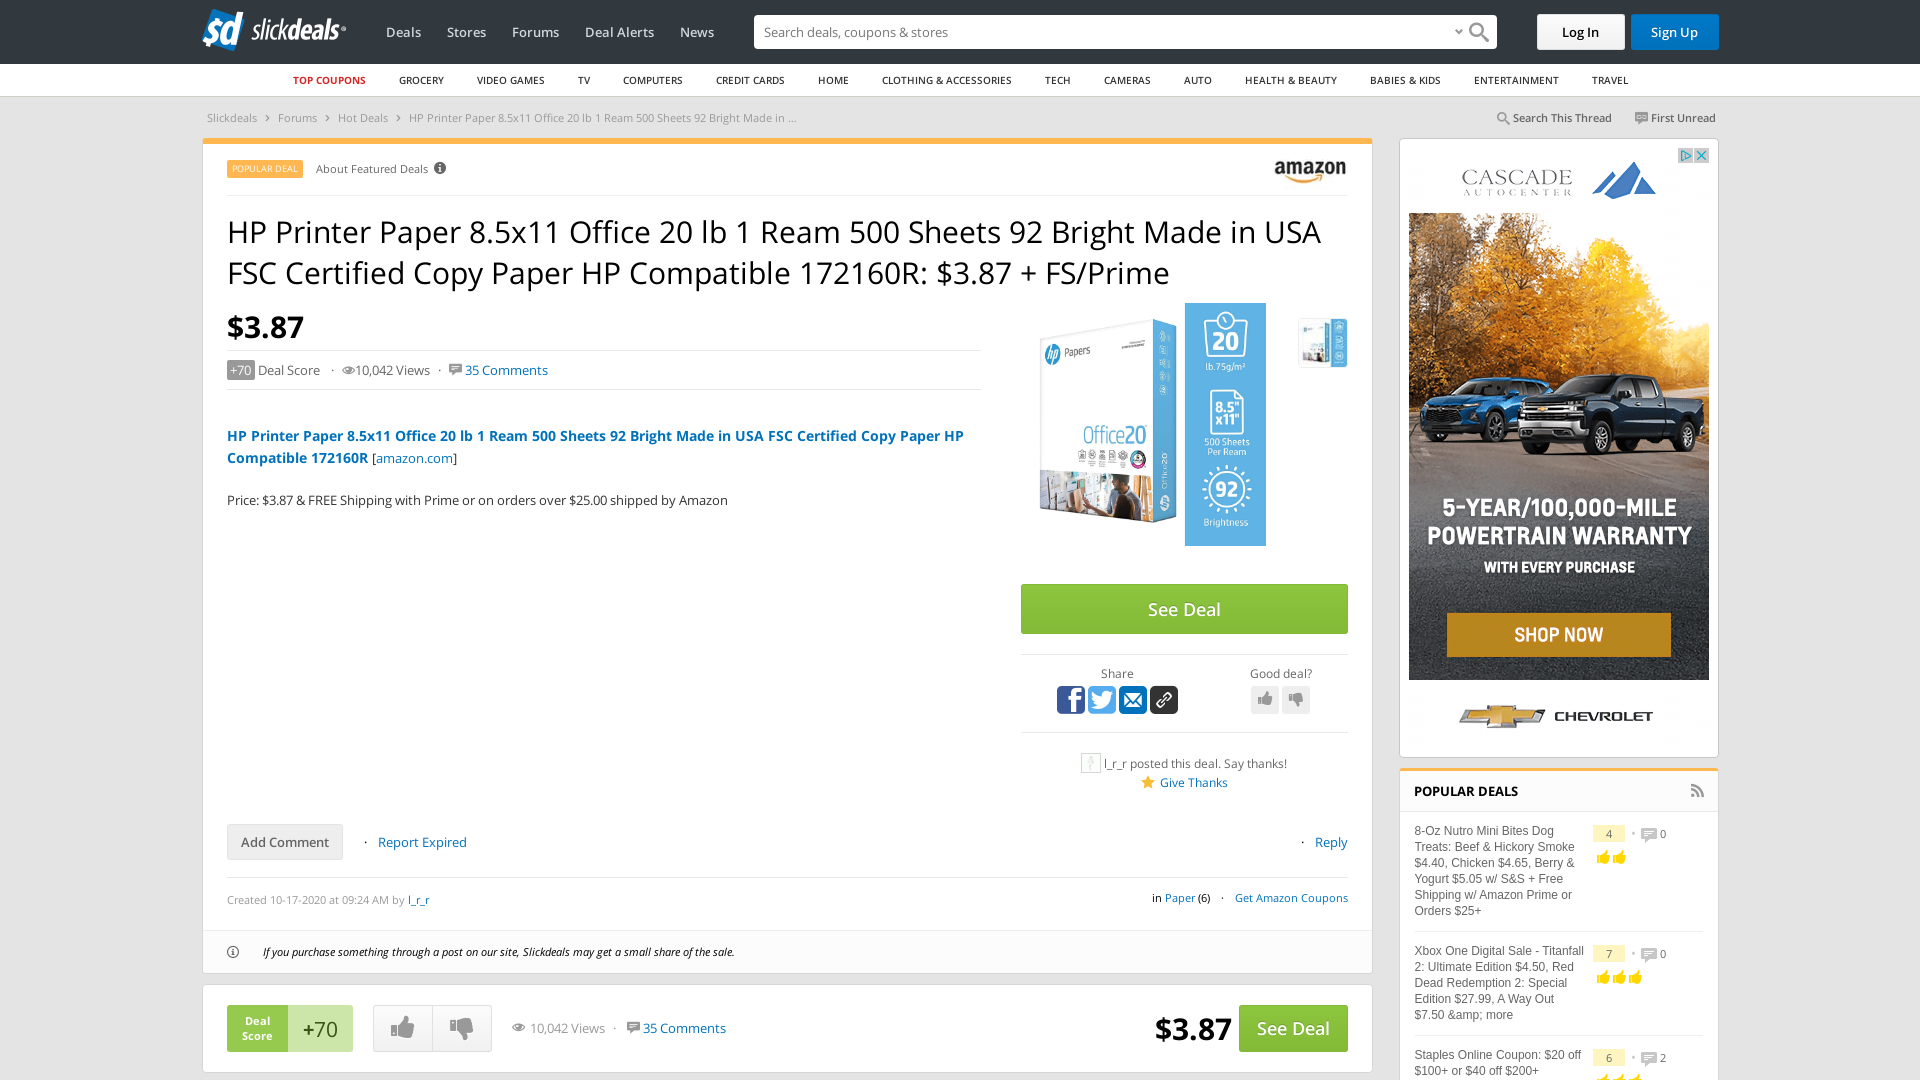 sd slickdeals
Deals Stores Forums Deal Alerts News
Search deals, coupons & stores
Log In
Sign Up
TOP COUPONS GROCERY VIDEO GAMES TV COMPUTERS CREDIT CARDS HOME CLOTHING & ACCESSORIES TECH CAMERAS AUTO HEALTH & BEAUTY BABIES & KIDS ENTERTAINMENT TRAVEL
Slickdeals › Forums › Hot Deals › HP Printer Paper 8.5x11 Office 20 lb 1 Ream 500 Sheets 92 Bright Made in ...
Search This Thread
First Unread
POPULAR DEAL
About Featured Deals
amazon
HP Printer Paper 8.5x11 Office 20 lb 1 Ream 500 Sheets 92 Bright Made in USA
FSC Certified Copy Paper HP Compatible 172160R: $3.87 + FS/Prime
$3.87
+70 Deal Score · 10,042 Views · 35 Comments
HP Printer Paper 8.5x11 Office 20 lb 1 Ream 500 Sheets 92 Bright Made in USA FSC Certified Copy Paper HP
Compatible 172160R [amazon.com]
Price: $3.87 & FREE Shipping with Prime or on orders over $25.00 shipped by Amazon
hp Papers
Office20
20
lb.75g/m²
8.5"
x11"
500 Sheets
Per Ream
92
Brightness
See Deal
Share
Good deal?
l_r_r posted this deal. Say thanks!
Give Thanks
Add Comment · Report Expired
· Reply
Created 10-17-2020 at 09:24 AM by l_r_r
in Paper (6) · Get Amazon Coupons
If you purchase something through a post on our site, Slickdeals may get a small share of the sale.
Deal
Score
+70
10,042 Views · 35 Comments
$3.87
See Deal
CASCADE
AUTOCENTER
5-YEAR/100,000-MILE
POWERTRAIN WARRANTY
WITH EVERY PURCHASE
SHOP NOW
CHEVROLET
POPULAR DEALS
8-Oz Nutro Mini Bites Dog
Treats: Beef & Hickory Smoke
$4.40, Chicken $4.65, Berry &
Yogurt $5.05 w/ S&S + Free
Shipping w/ Amazon Prime or
Orders $25+
4 • 0
Xbox One Digital Sale - Titanfall
2: Ultimate Edition $4.50, Red
Dead Redemption 2: Special
Edition $27.99, A Way Out
$7.50 &amp; more
7 • 0
Staples Online Coupon: $20 off
$100+ or $40 off $200+
6 • 2